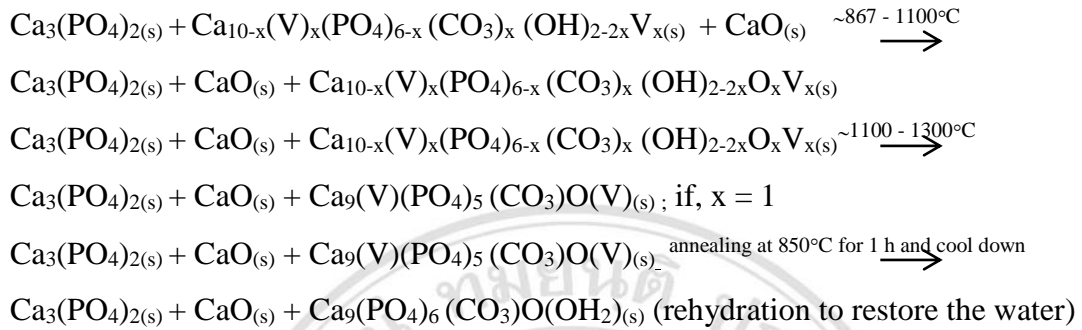 Ca3(PO4)2(s) + Ca10-x(V)x(PO4)6-x (CO3)x (OH)2-2xVx(s) + CaO(s) ~867 - 1100°C
Ca3(PO4)2(s) + CaO(s) + Ca10-x(V)x(PO4)6-x (CO3)x (OH)2-2xOxVx(s)
Ca3(PO4)2(s) + CaO(s) + Ca10-x(V)x(PO4)6-x (CO3)x (OH)2-2xOxVx(s) ~1100 - 1300°C
Ca3(PO4)2(s) + CaO(s) + Ca9(V)(PO4)5 (CO3)O(V)(s) ; if, x = 1
Ca3(PO4)2(s) + CaO(s) + Ca9(V)(PO4)5 (CO3)O(V)(s) annealing at 850°C for 1 h and cool down
Ca3(PO4)2(s) + CaO(s) + Ca9(PO4)6 (CO3)O(OH2)(s) (rehydration to restore the water)